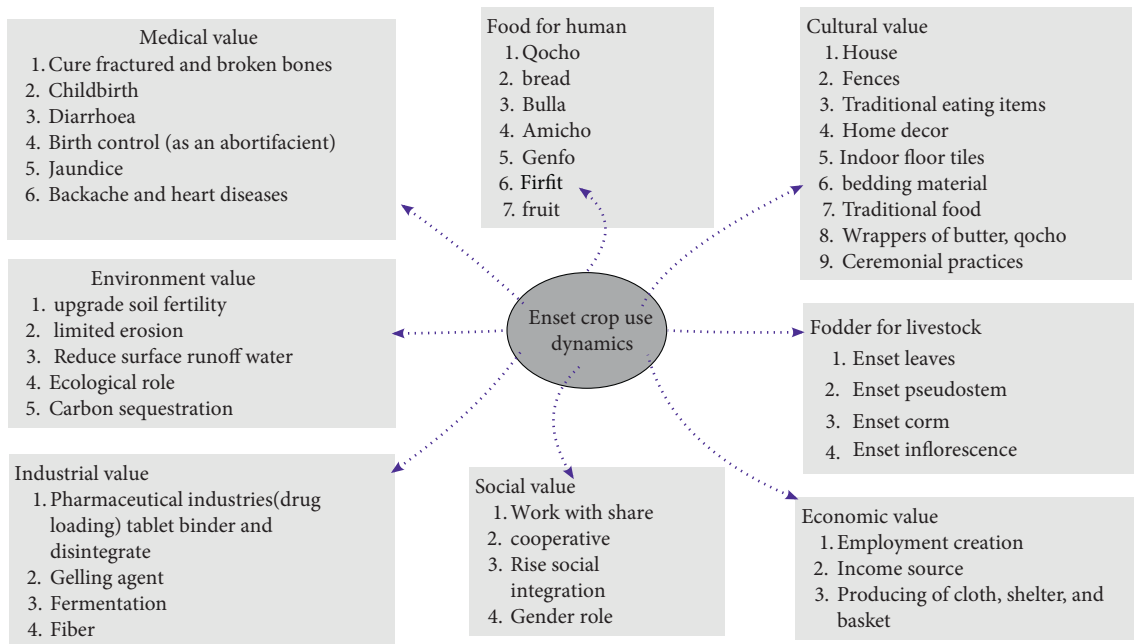 Medical value
1. Cure fractured and broken bones
2. Childbirth
3. Diarrhoea
4. Birth control (as an abortifacient)
5. Jaundice
6. Backache and heart diseases
Food for human
1. Qocho
2. bread
3. Bulla
4. Amicho
5. Genfo
6. Firfit
7. fruit
Cultural value
1. House
2. Fences
3. Traditional eating items
4. Home decor
5. Indoor floor tiles
6. bedding material
7. Traditional food
8. Wrappers of butter, qocho
9. Ceremonial practices
Environment value
1. upgrade soil fertility
2. limited erosion
3. Reduce surface runoff water
4. Ecological role
5. Carbon sequestration
Enset crop use
dynamics
Fodder for livestock
1. Enset leaves
2. Enset pseudostem
3. Enset corm
4. Enset inflorescence
Industrial value
1. Pharmaceutical industries(drug
loading) tablet binder and
disintegrate
2. Gelling agent
3. Fermentation
4. Fiber
Social value
1. Work with share
2. cooperative
3. Rise social
integration
4. Gender role
Economic value
1. Employment creation
2. Income source
3. Producing of cloth, shelter, and
basket